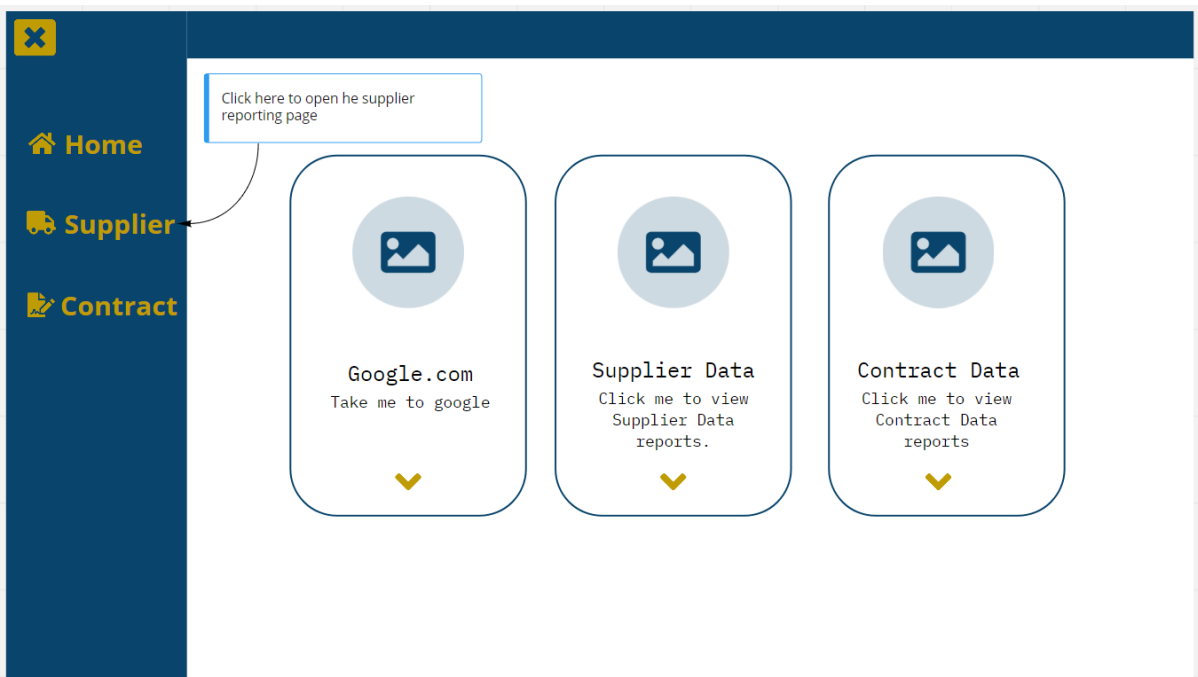 Click here to open he supplier
reporting page
Home
Supplier
Contract
Google.com
Take me to google
Supplier Data
Click me to view
Supplier Data
reports.
Contract Data
Click me to view
Contract Data
reports